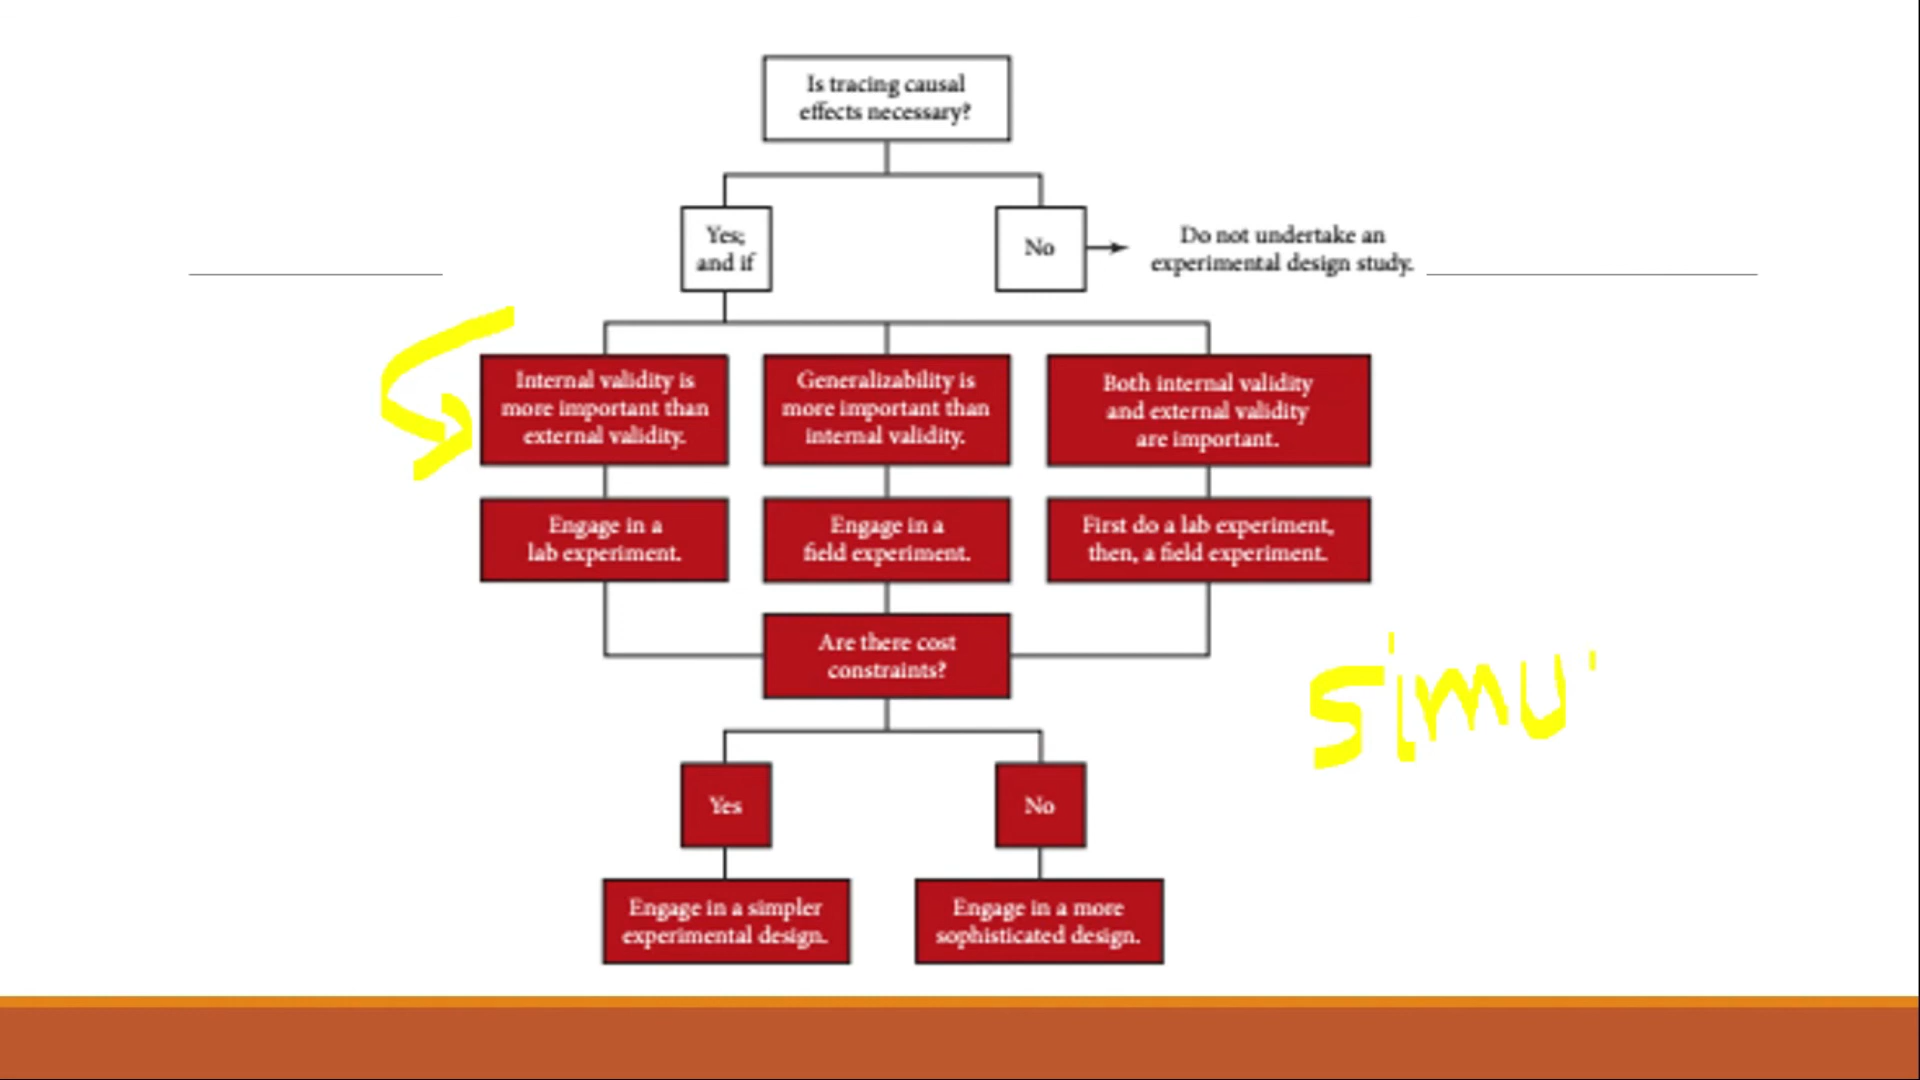 Is tracing causal
effects necessary?
Yes;
and if
No
Do not undertake an
experimental design study.
Internal validity is
more important than
external validity.
Generalizability is
more important than
internal validity.
Both internal validity
and external validity
are important.
Engage in a
lab experiment.
Engage in a
field experiment.
First do a lab experiment,
then, a field experiment.
Are there cost
constraints?
simu
Yes
No
Engage in a simpler
experimental design.
Engage in a more
sophisticated design.